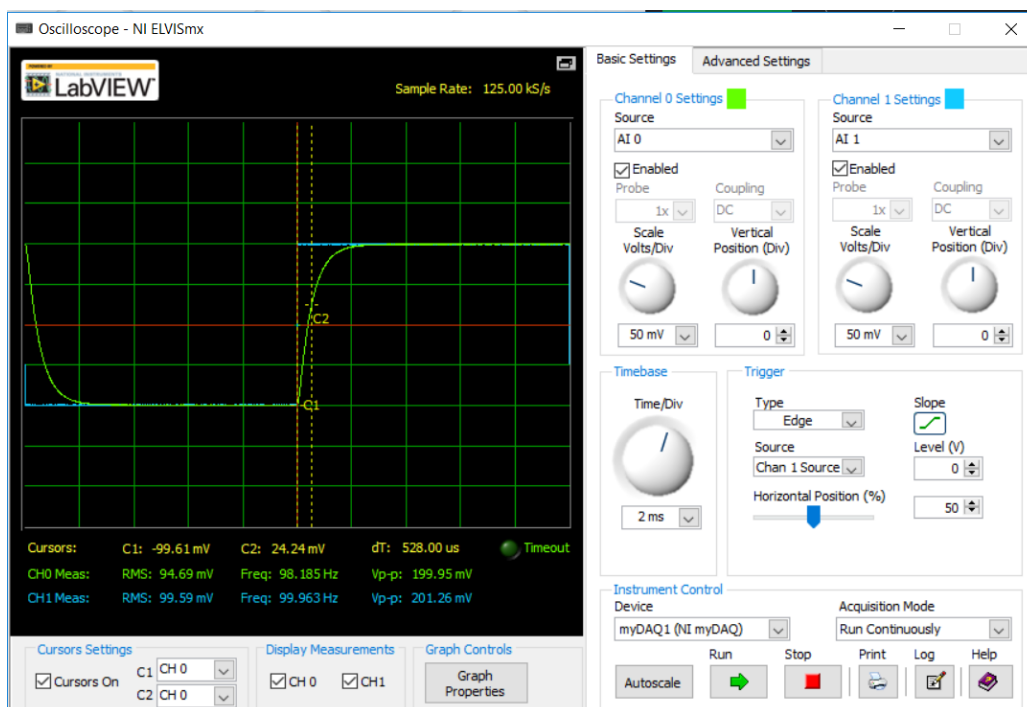 Oscilloscope - NI ELVISmx
POWERED BY
NATIONAL INSTRUMENTS
LabVIEW
Sample Rate: 125.00 kS/s
C2
C1
Cursors: C1: -99.61 mV C2: 24.24 mV dT: 528.00 us Timeout
CH0 Meas: RMS: 94.69 mV Freq: 98.185 Hz Vp-p: 199.95 mV
CH1 Meas: RMS: 99.59 mV Freq: 99.963 Hz Vp-p: 201.26 mV
Cursors Settings
Cursors On
C1 CH 0
C2 CH 0
Display Measurements
CH 0 CH1
Graph Controls
Graph
Properties
Basic Settings Advanced Settings
Channel 0 Settings
Source
AI 0
Enabled
Probe Coupling
1x DC
Scale Vertical
Volts/Div Position (Div)
50 mV 0
Channel 1 Settings
Source
AI 1
Enabled
Probe Coupling
1x DC
Scale Vertical
Volts/Div Position (Div)
50 mV 0
Timebase
Time/Div
2 ms
Trigger
Type Slope
Edge
Source Level (V)
Chan 1 Source 0
Horizontal Position (%)
50
Instrument Control
Device Acquisition Mode
myDAQ1 (NI myDAQ) Run Continuously
Run Stop Print Log Help
Autoscale